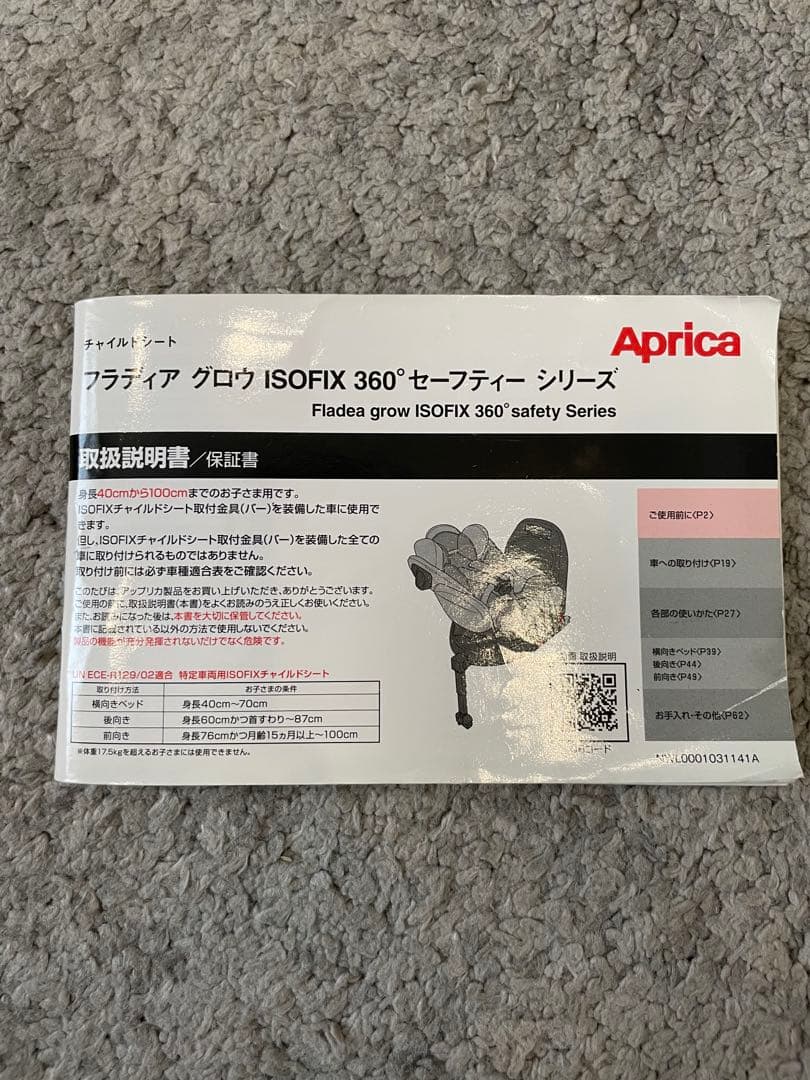 チャイルドシート
Aprica
フラディア グロウ ISOFIX 360°セーフティー シリーズ
Fladea grow ISOFIX 360°safety Series
取扱説明書/保証書
身長40cmから100cmまでのお子さま用です。
ISOFIXチャイルドシート取付金具(バー)を装備した車に使用で
きます。
但し、ISOFIXチャイルドシート取付金具(バー)を装備した全ての
車に取り付けられるものではありません。
取り付け前には必ず車種適合表をご確認ください。
このたびは、アップリカ製品をお買い上げいただき、ありがとうございます。
ご使用の前に、取扱説明書(本書)をよくお読みのうえ正しくお使いください。
また、お読みになった後は、本書を大切に保管してください。
本書に記載されている以外の方法で使用しないでください。
製品の機能が充分発揮されないだけでなく危険です。
UN ECE-R129/02適合 特定車両用ISOFIXチャイルドシート
取り付け方法 お子さまの条件
横向きベッド 身長40cm〜70cm
後向き 身長60cmかつ首すわり〜87cm
前向き 身長76cmかつ月齢15ヵ月以上〜100cm
※体重17.5kgを超えるお子さまには使用できません。
取扱説明
コード
ご使用前に〈P2〉
車への取り付け〈P19〉
各部の使いかた〈P27〉
横向きベッド〈P39〉
後向き〈P44〉
前向き〈P49〉
お手入れ・その他〈P62〉
NWL0001031141A